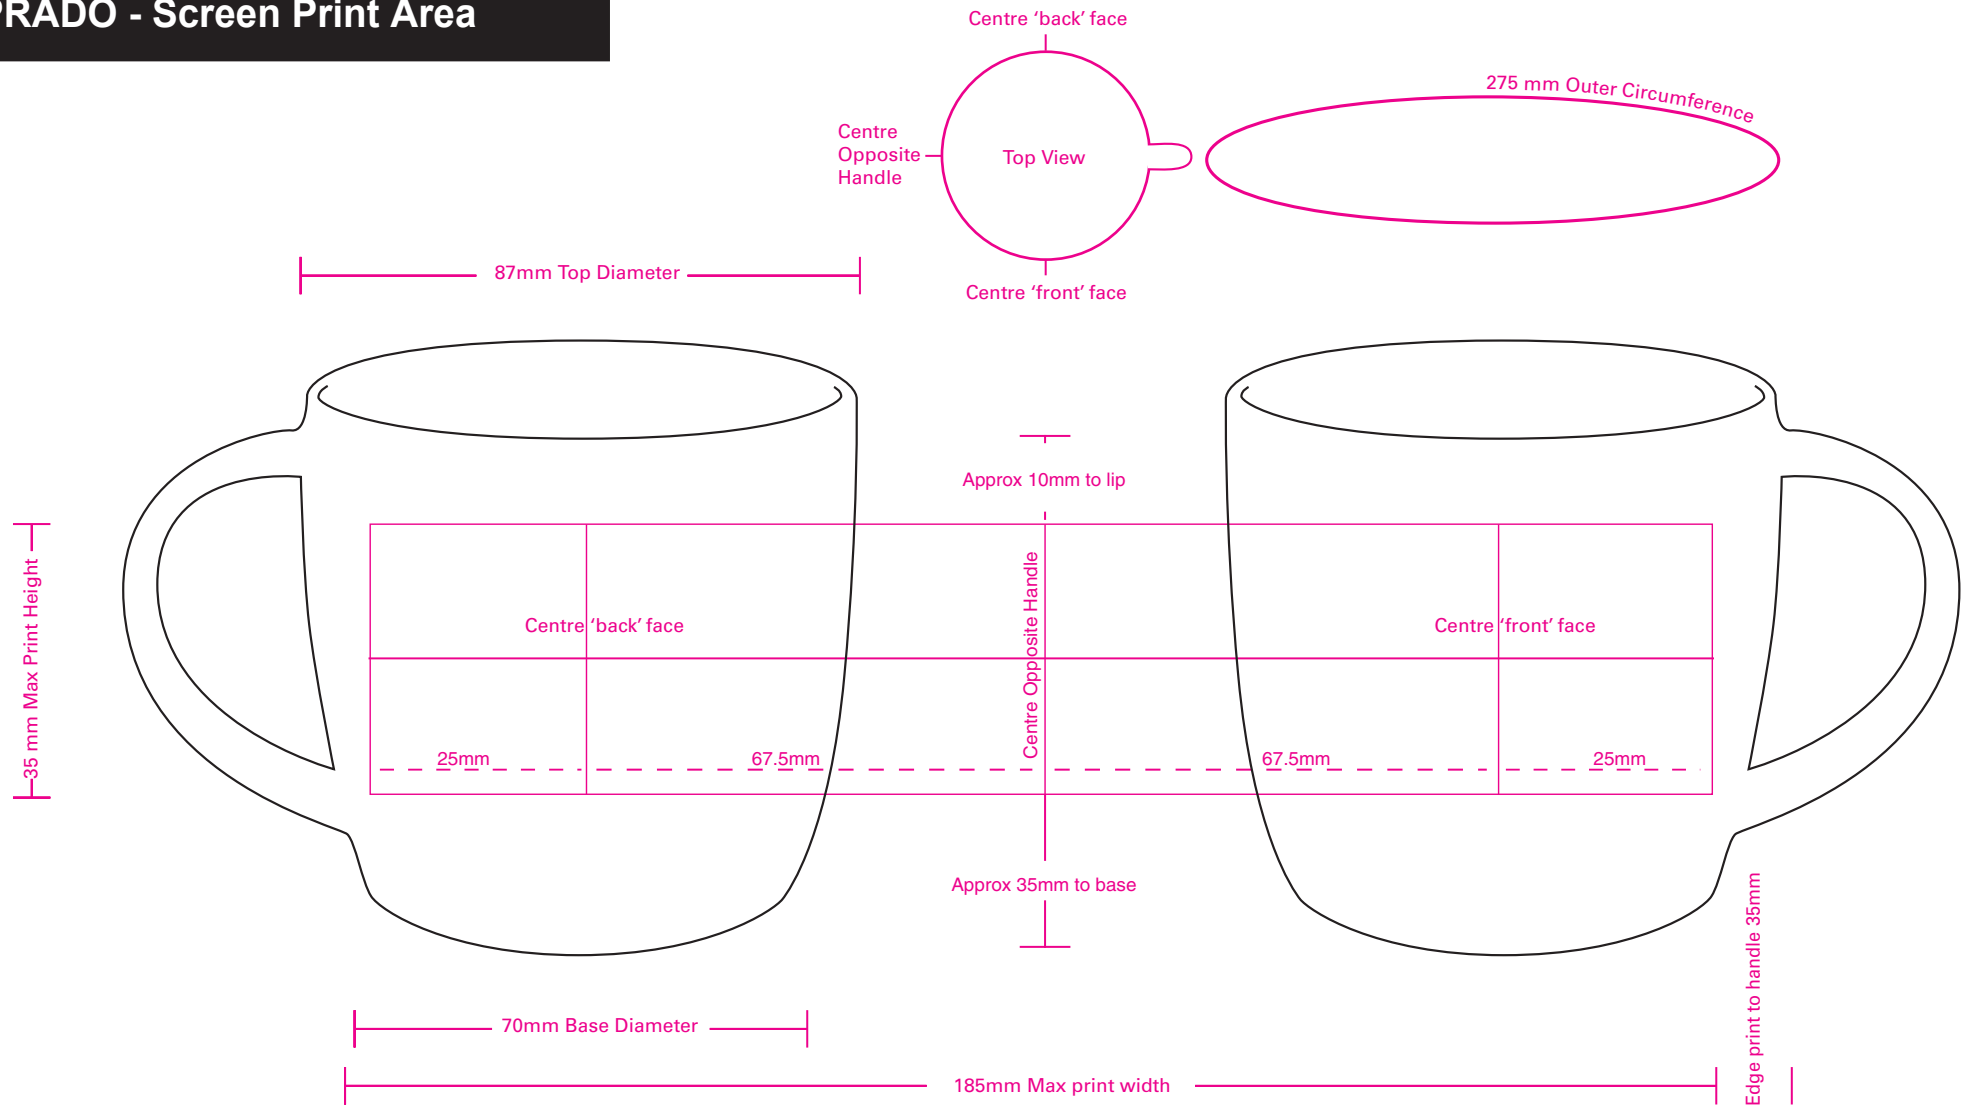 PRADO - Screen Print Area
Centre ‘back’ face
275 mm Outer Circumference
Centre
Opposite
Handle
Top View
Centre ‘front’ face
87mm Top Diameter
Approx 10mm to lip
35 mm Max Print Height
Centre Opposite Handle
Centre ‘back’ face
Centre ‘front’ face
25mm
67.5mm
67.5mm
25mm
Approx 35mm to base
Edge print to handle 35mm
70mm Base Diameter
185mm Max print width